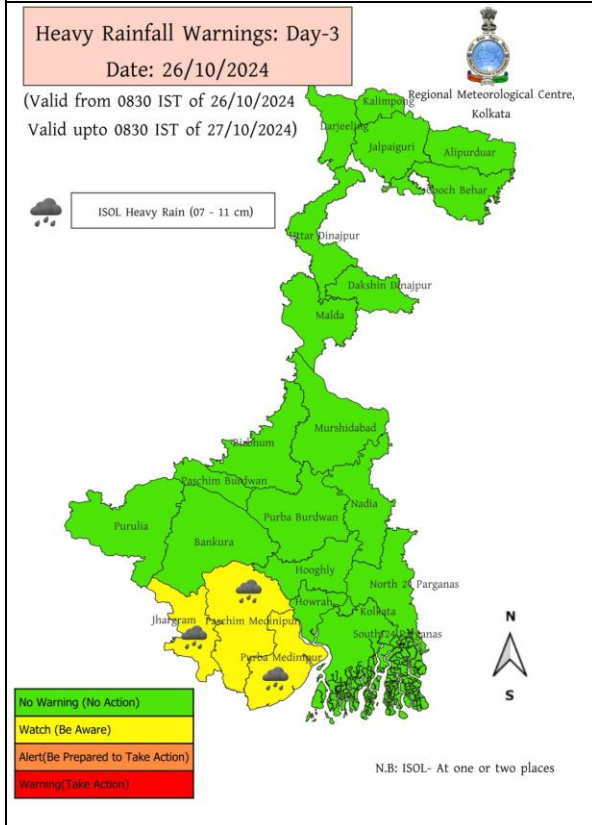 Heavy Rainfall Warnings: Day-3
Date: 26/10/2024
(Valid from 0830 IST of 26/10/2024
Valid upto 0830 IST of 27/10/2024)
Regional Meteorological Centre,
Kolkata
ISOL Heavy Rain (07 - 11 cm)
Kalimpong
Darjeeling
Jalpaiguri
Alipurduar
Cooch Behar
Uttar Dinajpur
Dakshin Dinajpur
Malda
Murshidabad
Birbhum
Paschim Burdwan
Nadia
Purba Burdwan
Purulia
Bankura
Hooghly
North 24 Parganas
Howrah
Kolkata
Jhargram
Paschim Medinipur
South 24 Parganas
Purba Medinipur
N
S
No Warning (No Action)
Watch (Be Aware)
Alert(Be Prepared to Take Action)
Warning(Take Action)
N.B: ISOL- At one or two places